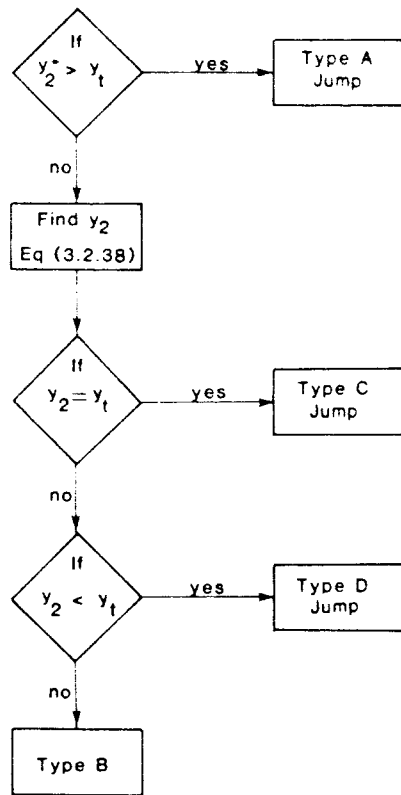 If
y₂* > yₜ
yes
Type A
Jump
no
Find y₂
Eq (3.2.38)
If
y₂ = yₜ
yes
Type C
Jump
no
If
y₂ < yₜ
yes
Type D
Jump
no
Type B